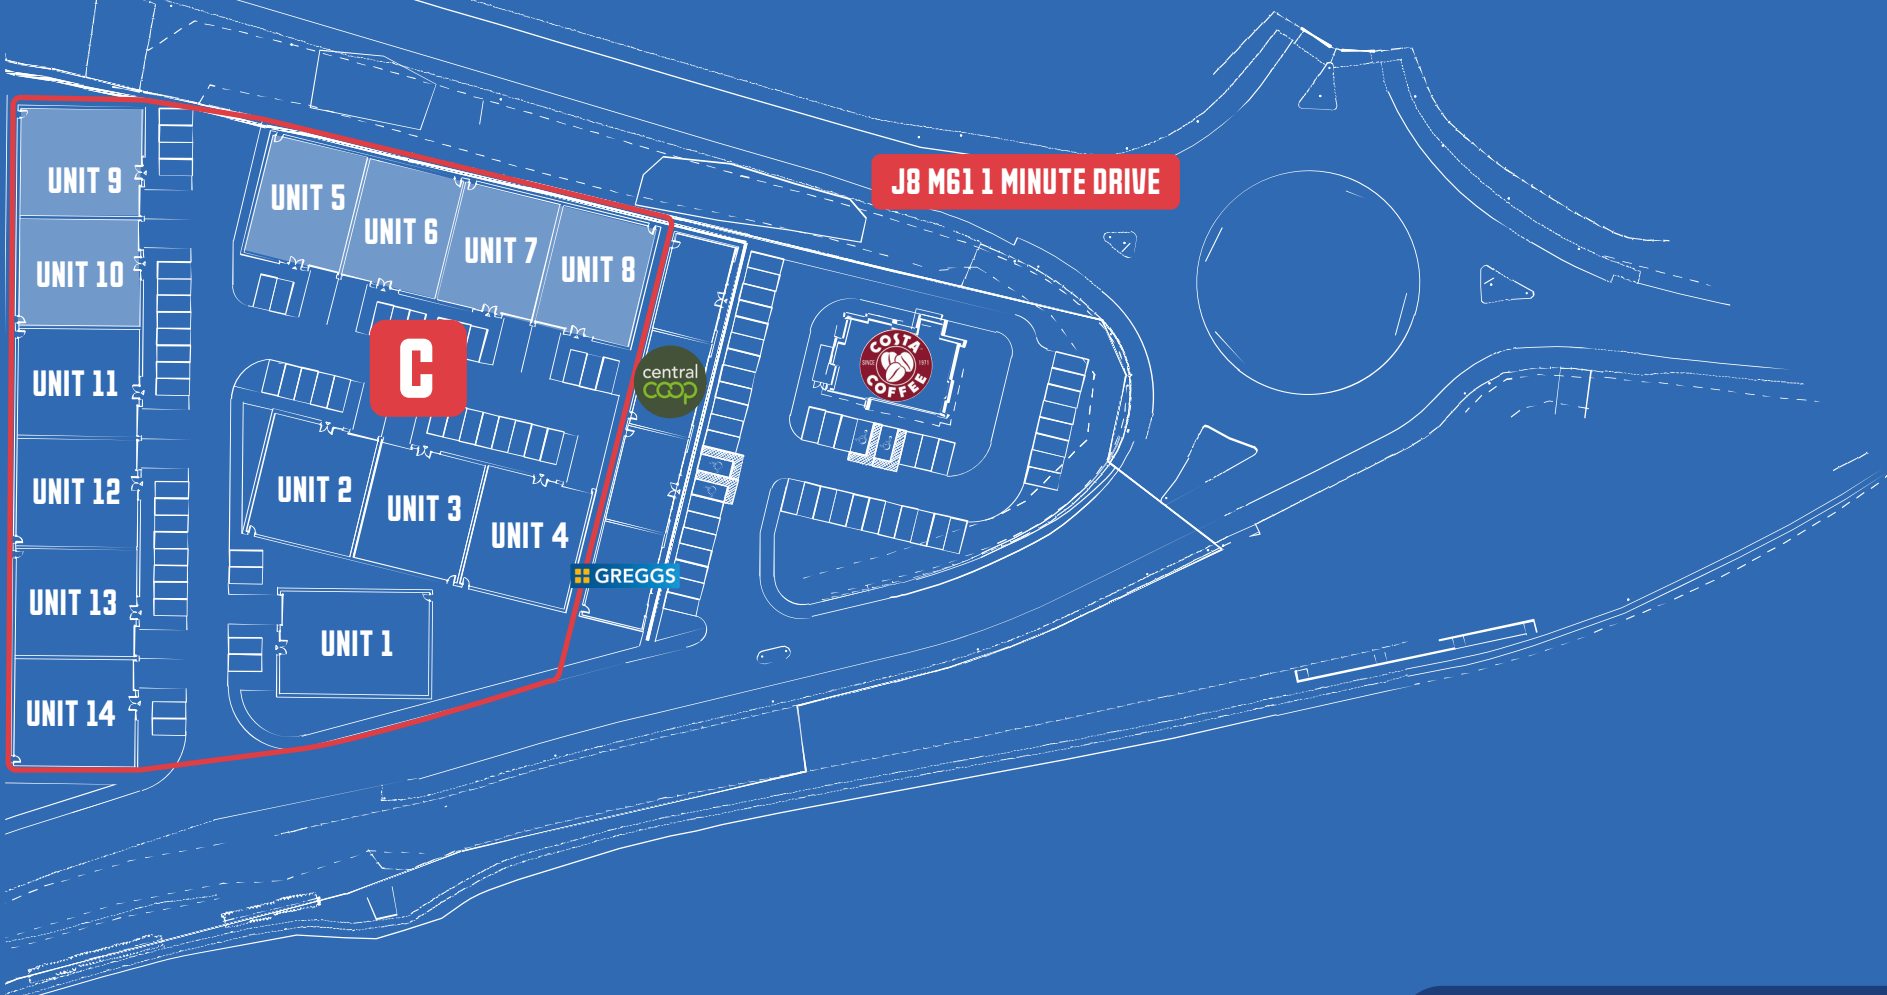 J8 M61 1 MINUTE DRIVE
UNIT 9
UNIT 5
UNIT 6
UNIT 7
UNIT 8
UNIT 10
UNIT 11
C
central
coop
COSTA
SINCE 1971
COFFEE
UNIT 12
UNIT 2
UNIT 3
UNIT 4
GREGGS
UNIT 13
UNIT 1
UNIT 14